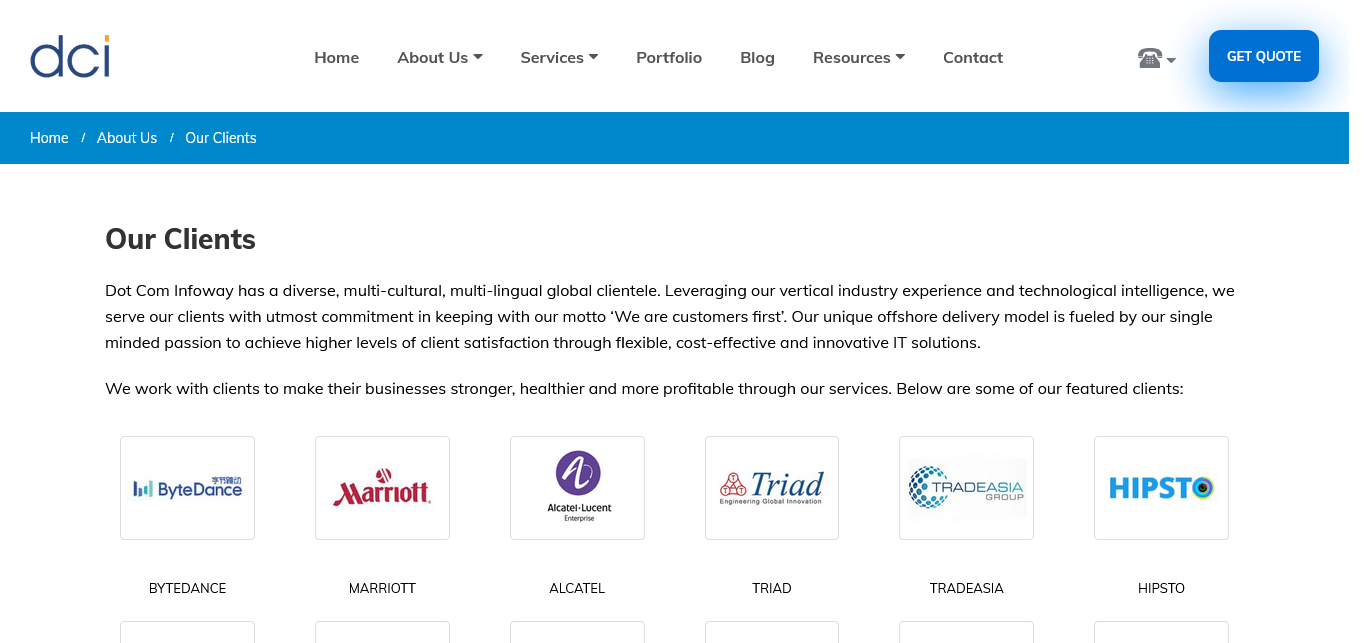 dci
Home About Us Services Portfolio Blog Resources Contact
GET QUOTE
Home / About Us / Our Clients
Our Clients
Dot Com Infoway has a diverse, multi-cultural, multi-lingual global clientele. Leveraging our vertical industry experience and technological intelligence, we
serve our clients with utmost commitment in keeping with our motto ‘We are customers first’. Our unique offshore delivery model is fueled by our single
minded passion to achieve higher levels of client satisfaction through flexible, cost-effective and innovative IT solutions.
We work with clients to make their businesses stronger, healthier and more profitable through our services. Below are some of our featured clients:
字节跳动
ByteDance
Marriott
Alcatel·Lucent
Enterprise
T T T
Triad
Engineering Global Innovation
TRADEASIA
GROUP
HIPSTO
BYTEDANCE MARRIOTT ALCATEL TRIAD TRADEASIA HIPSTO